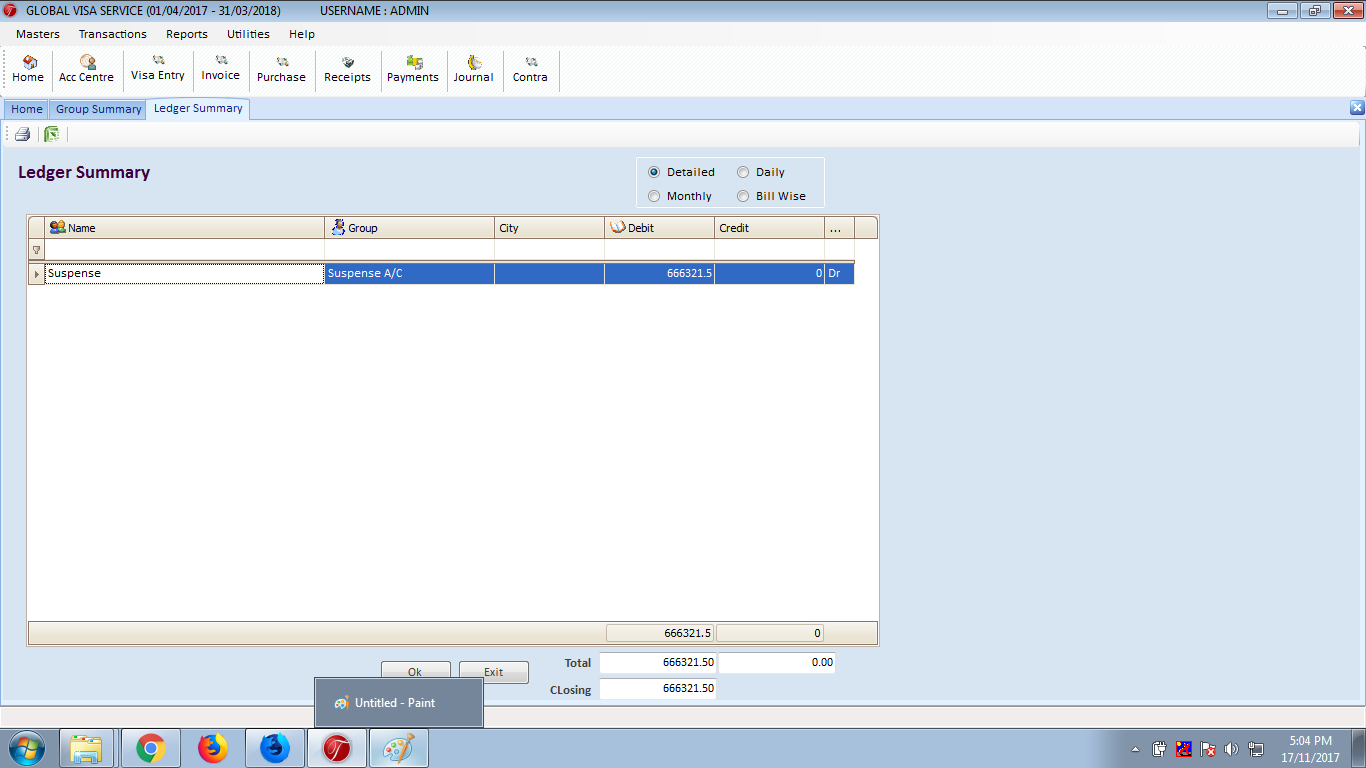 GLOBAL VISA SERVICE (01/04/2017 - 31/03/2018) USERNAME : ADMIN
Masters Transactions Reports Utilities Help
Home Acc Centre Visa Entry Invoice Purchase Receipts Payments Journal Contra
Home Group Summary Ledger Summary
Ledger Summary
Detailed Daily
Monthly Bill Wise
Name Group City Debit Credit ...
Suspense Suspense A/C 666321.5 0 Dr
666321.5 0
Total 666321.50 0.00
Ok Exit
CLosing 666321.50
Untitled - Paint
5:04 PM
17/11/2017